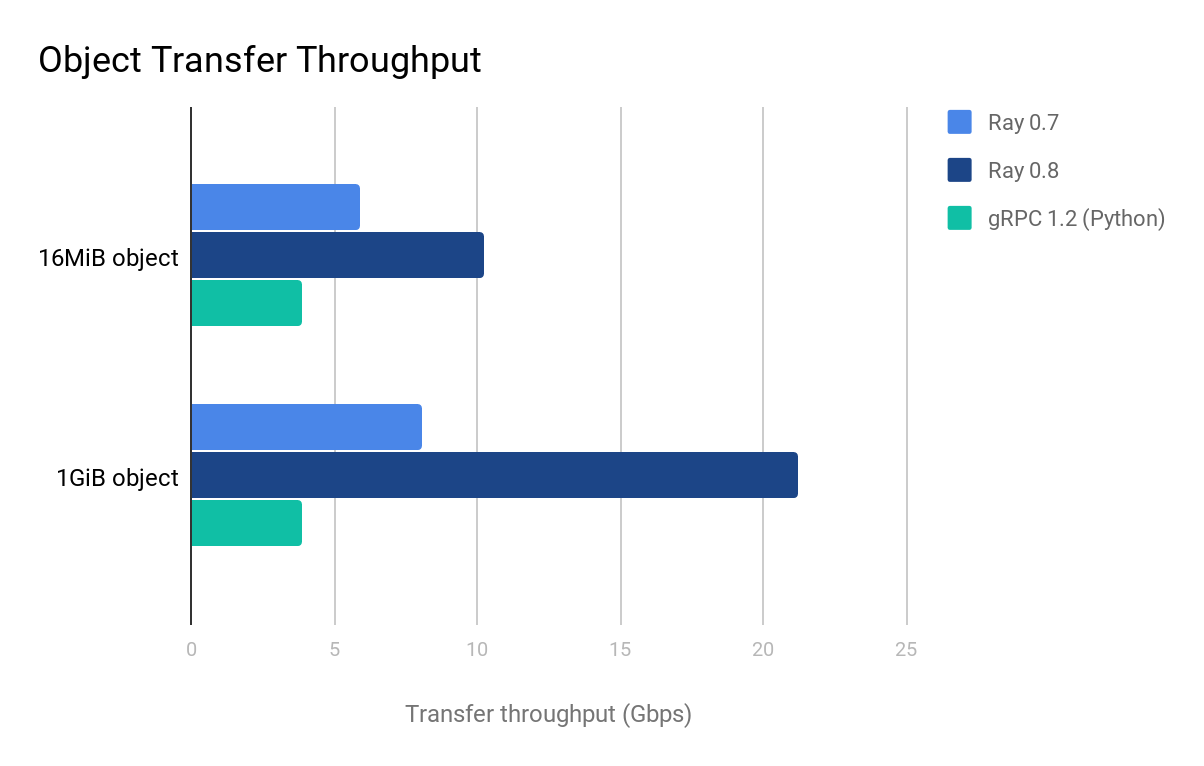 Object Transfer Throughput
Ray 0.7
Ray 0.8
gRPC 1.2 (Python)
16MiB object
1GiB object
0 5 10 15 20 25
Transfer throughput (Gbps)